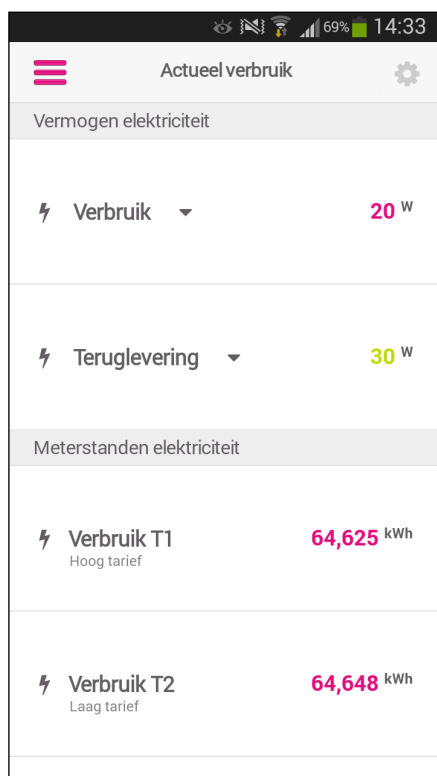 69% 14:33
Actueel verbruik
Vermogen elektriciteit
Verbruik 20 W
Teruglevering 30 W
Meterstanden elektriciteit
Verbruik T1 64,625 kWh
Hoog tarief
Verbruik T2 64,648 kWh
Laag tarief